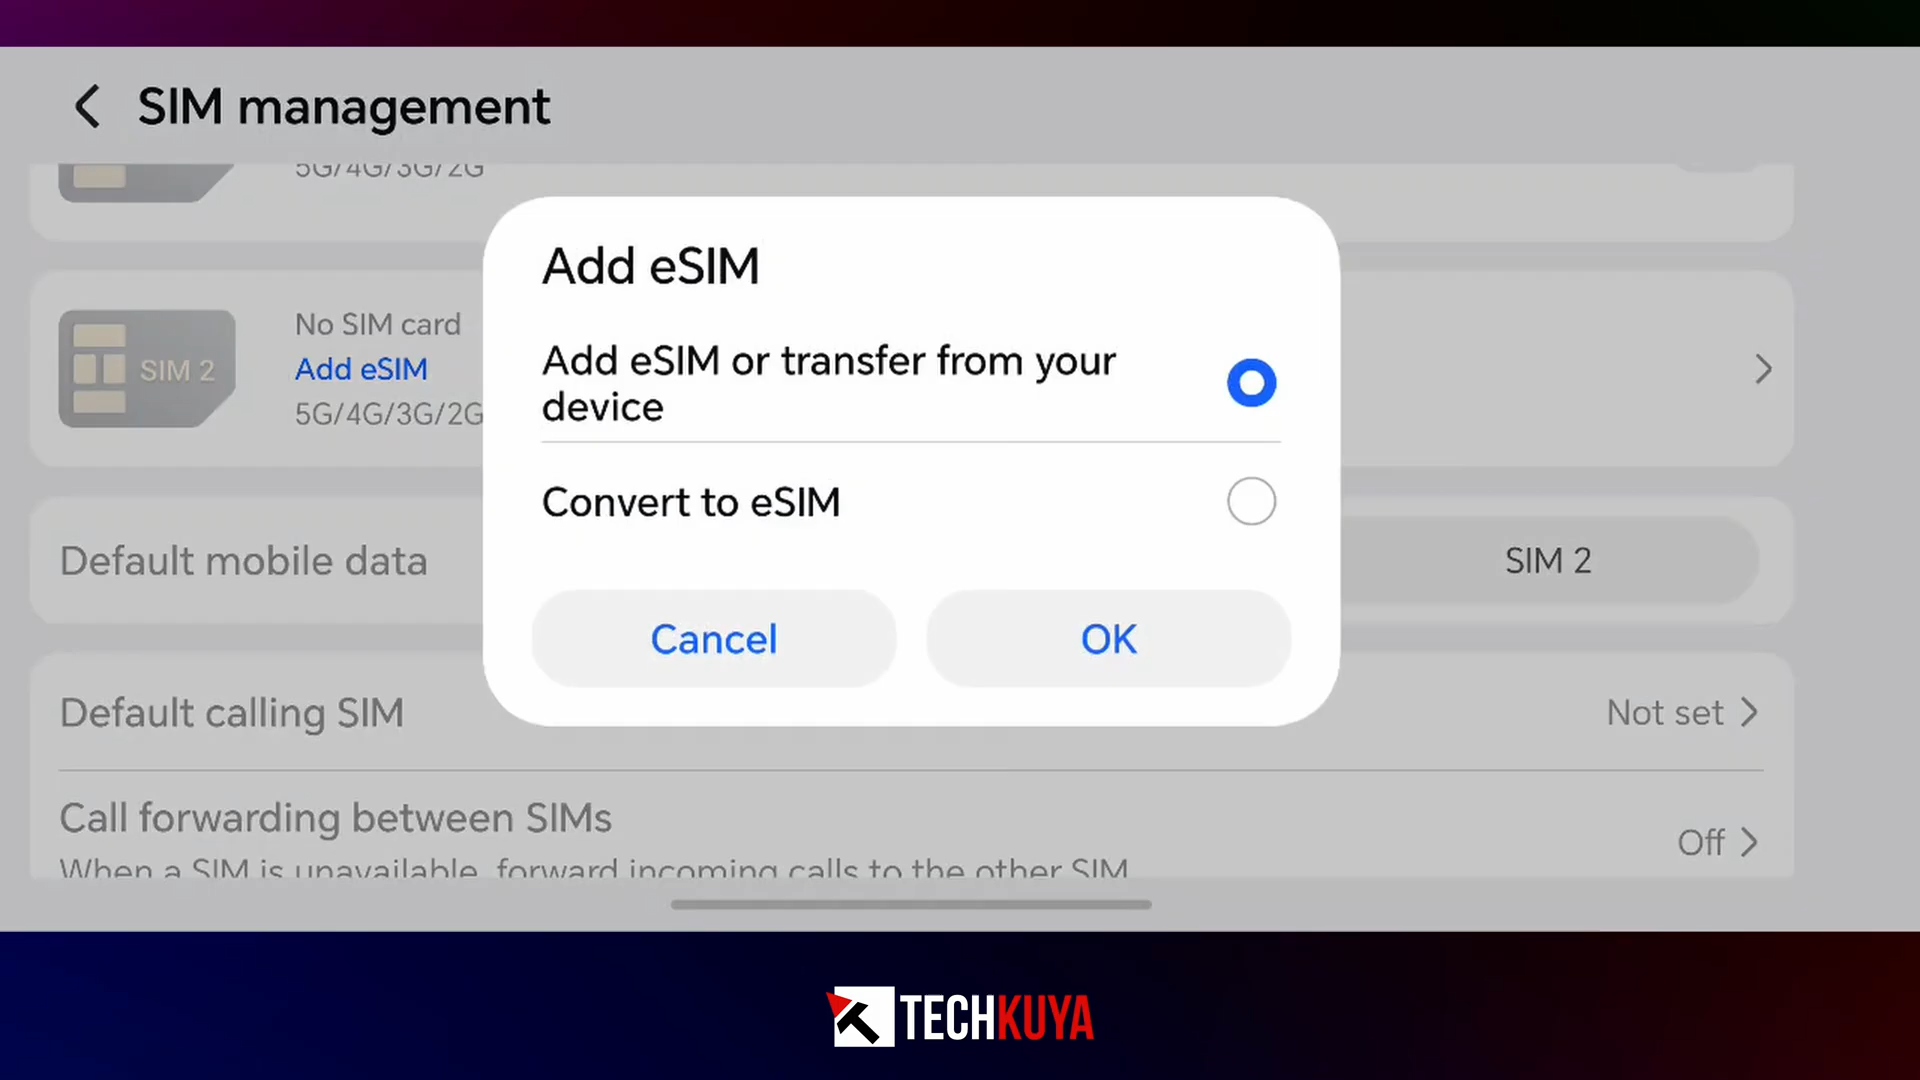 SIM management
5G/4G/3G/2G
Add eSIM
Add eSIM or transfer from your
device
Convert to eSIM
Cancel
OK
SIM 2
No SIM card
Add eSIM
5G/4G/3G/2G
Default mobile data
SIM 2
Default calling SIM
Not set
Call forwarding between SIMs
Off
When a SIM is unavailable, forward incoming calls to the other SIM
TECHKUYA